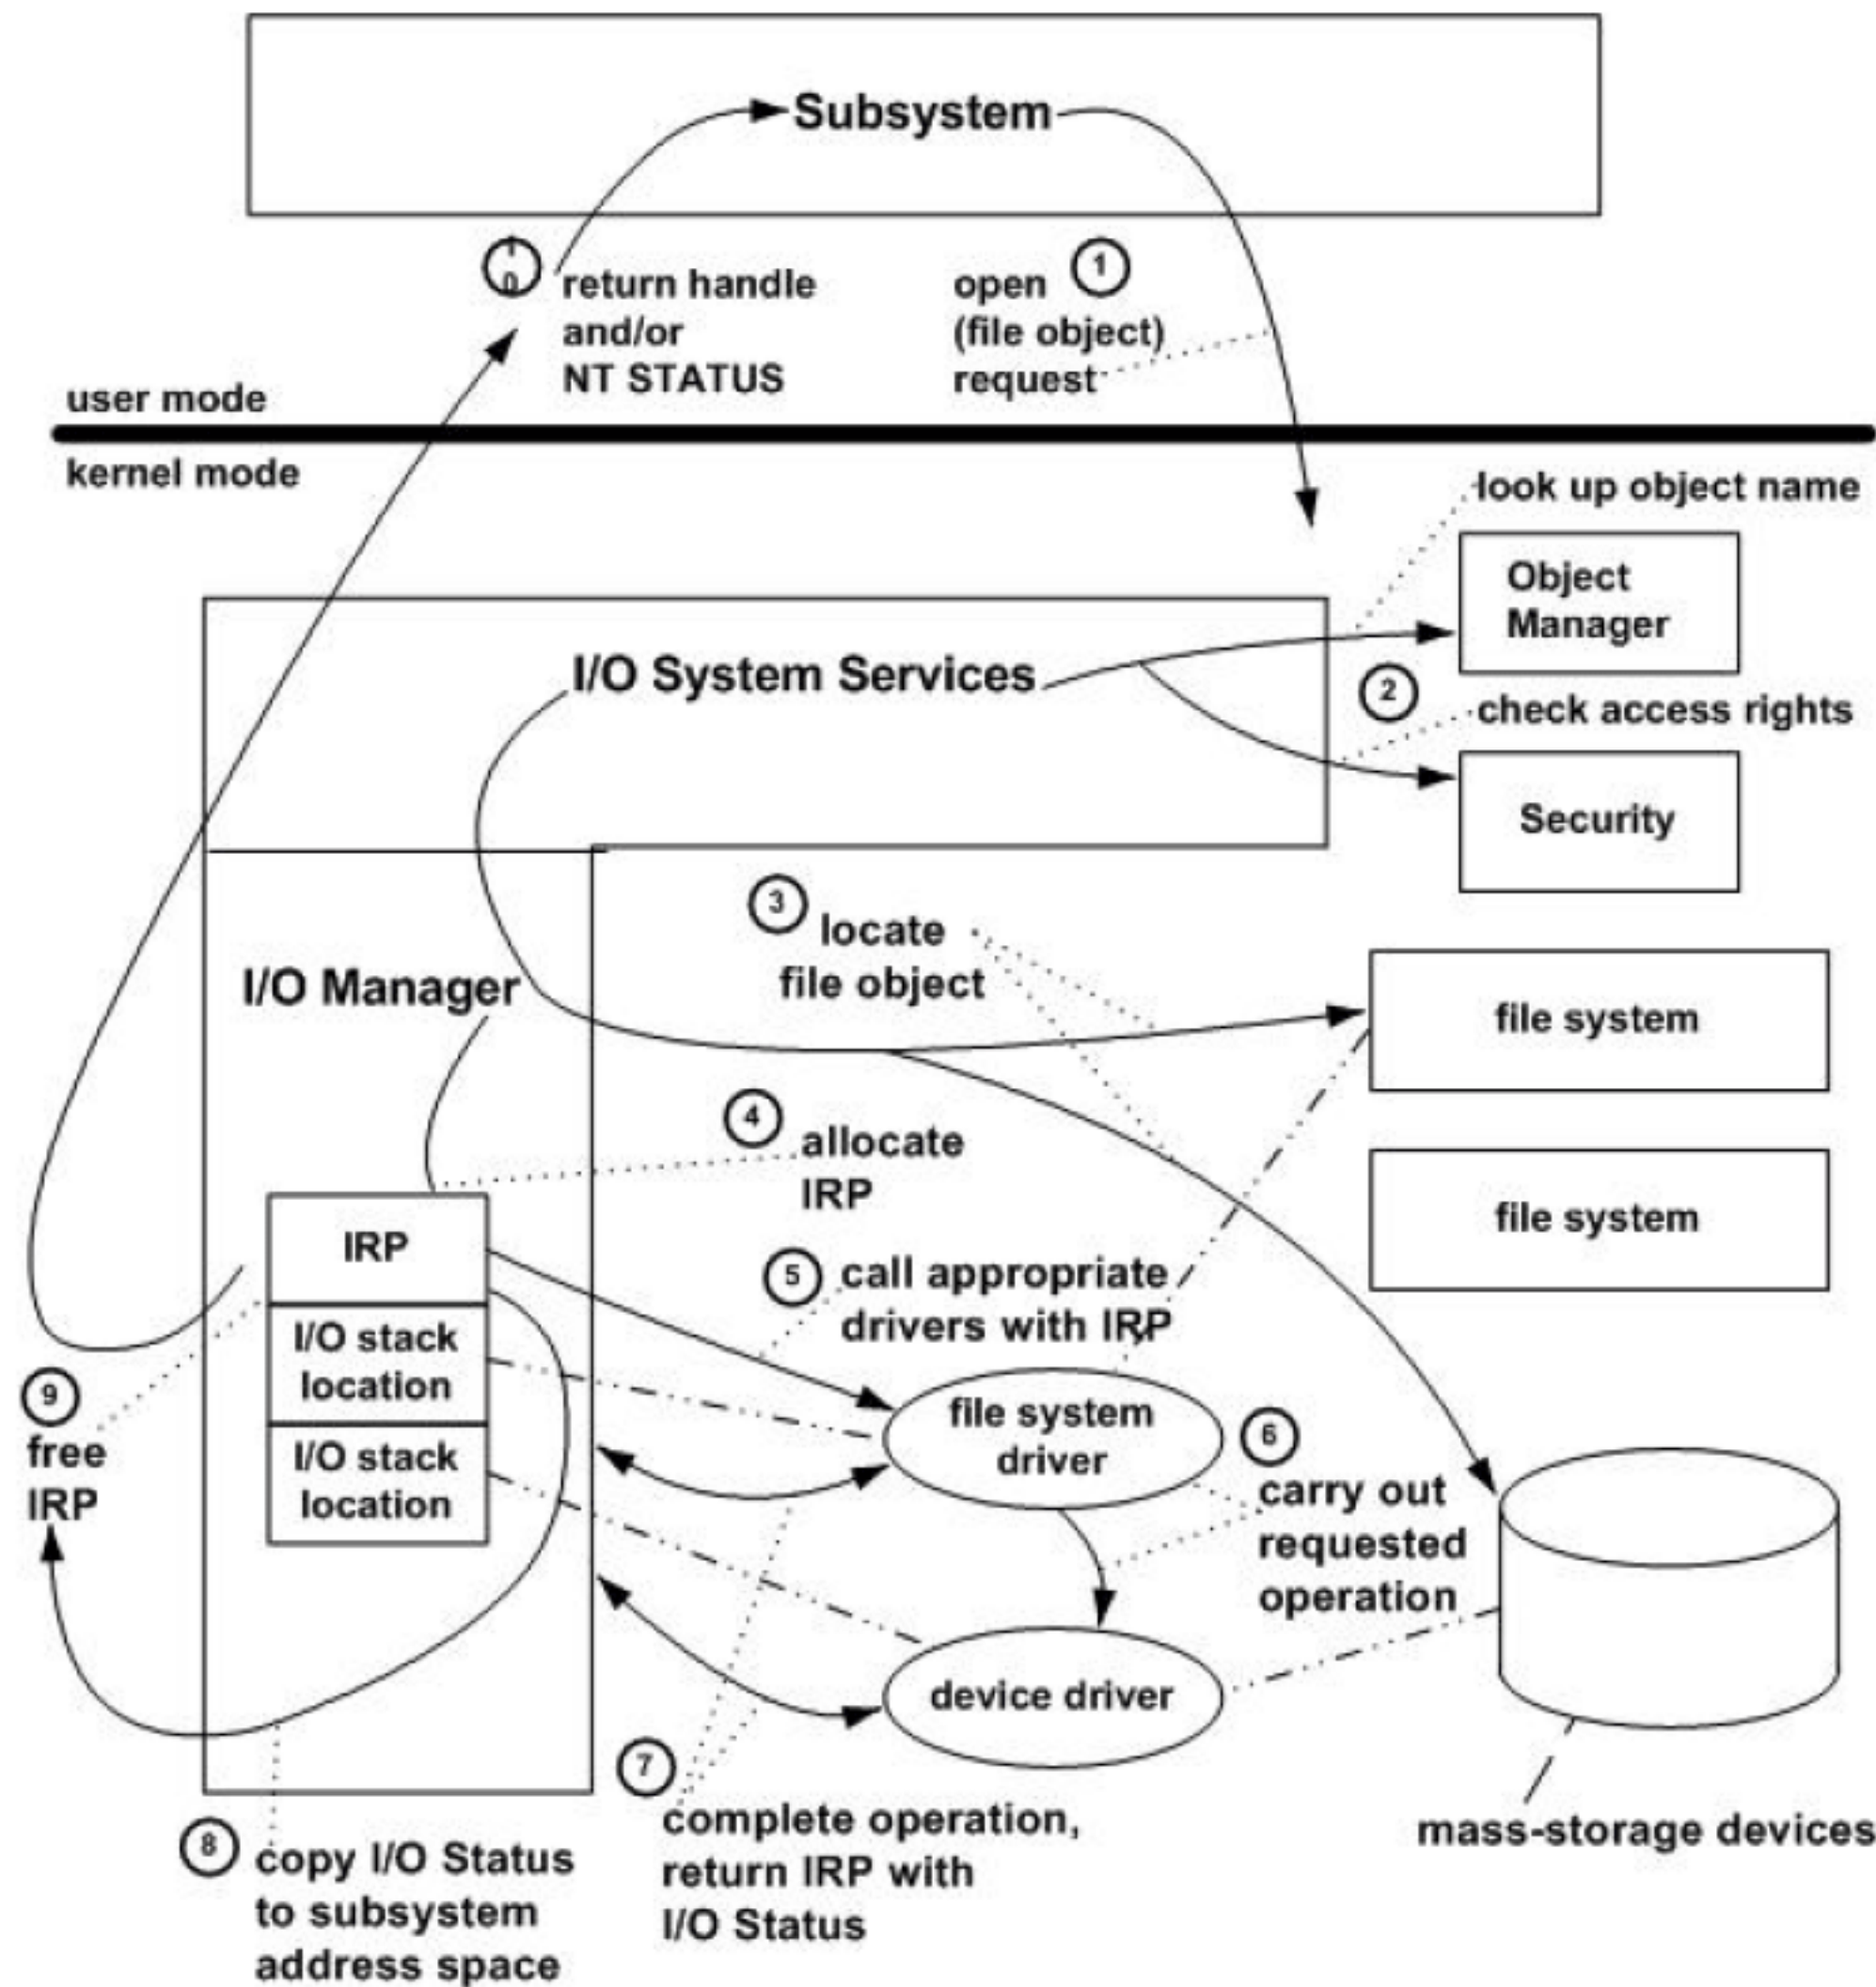 Subsystem
10
return handle
and/or
NT STATUS
open
1
(file object)
request
user mode
kernel mode
look up object name
Object
Manager
I/O System Services
2
check access rights
Security
3
locate
file object
I/O Manager
file system
4
allocate
IRP
file system
IRP
5
call appropriate
drivers with IRP
I/O stack
location
9
free
IRP
file system
driver
6
I/O stack
location
carry out
requested
operation
device driver
7
complete operation,
return IRP with
I/O Status
mass-storage devices
8
copy I/O Status
to subsystem
address space